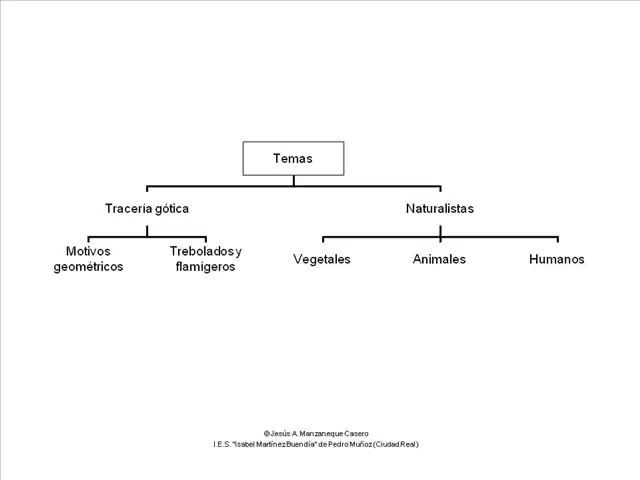 Temas
Tracería gótica
Naturalistas
Motivos
geométricos
Trebolados y
flamígeros
Vegetales
Animales
Humanos
© Jesús A. Manzaneque Casero
I.E.S. "Isabel Martínez Buendía" de Pedro Muñoz (Ciudad Real)